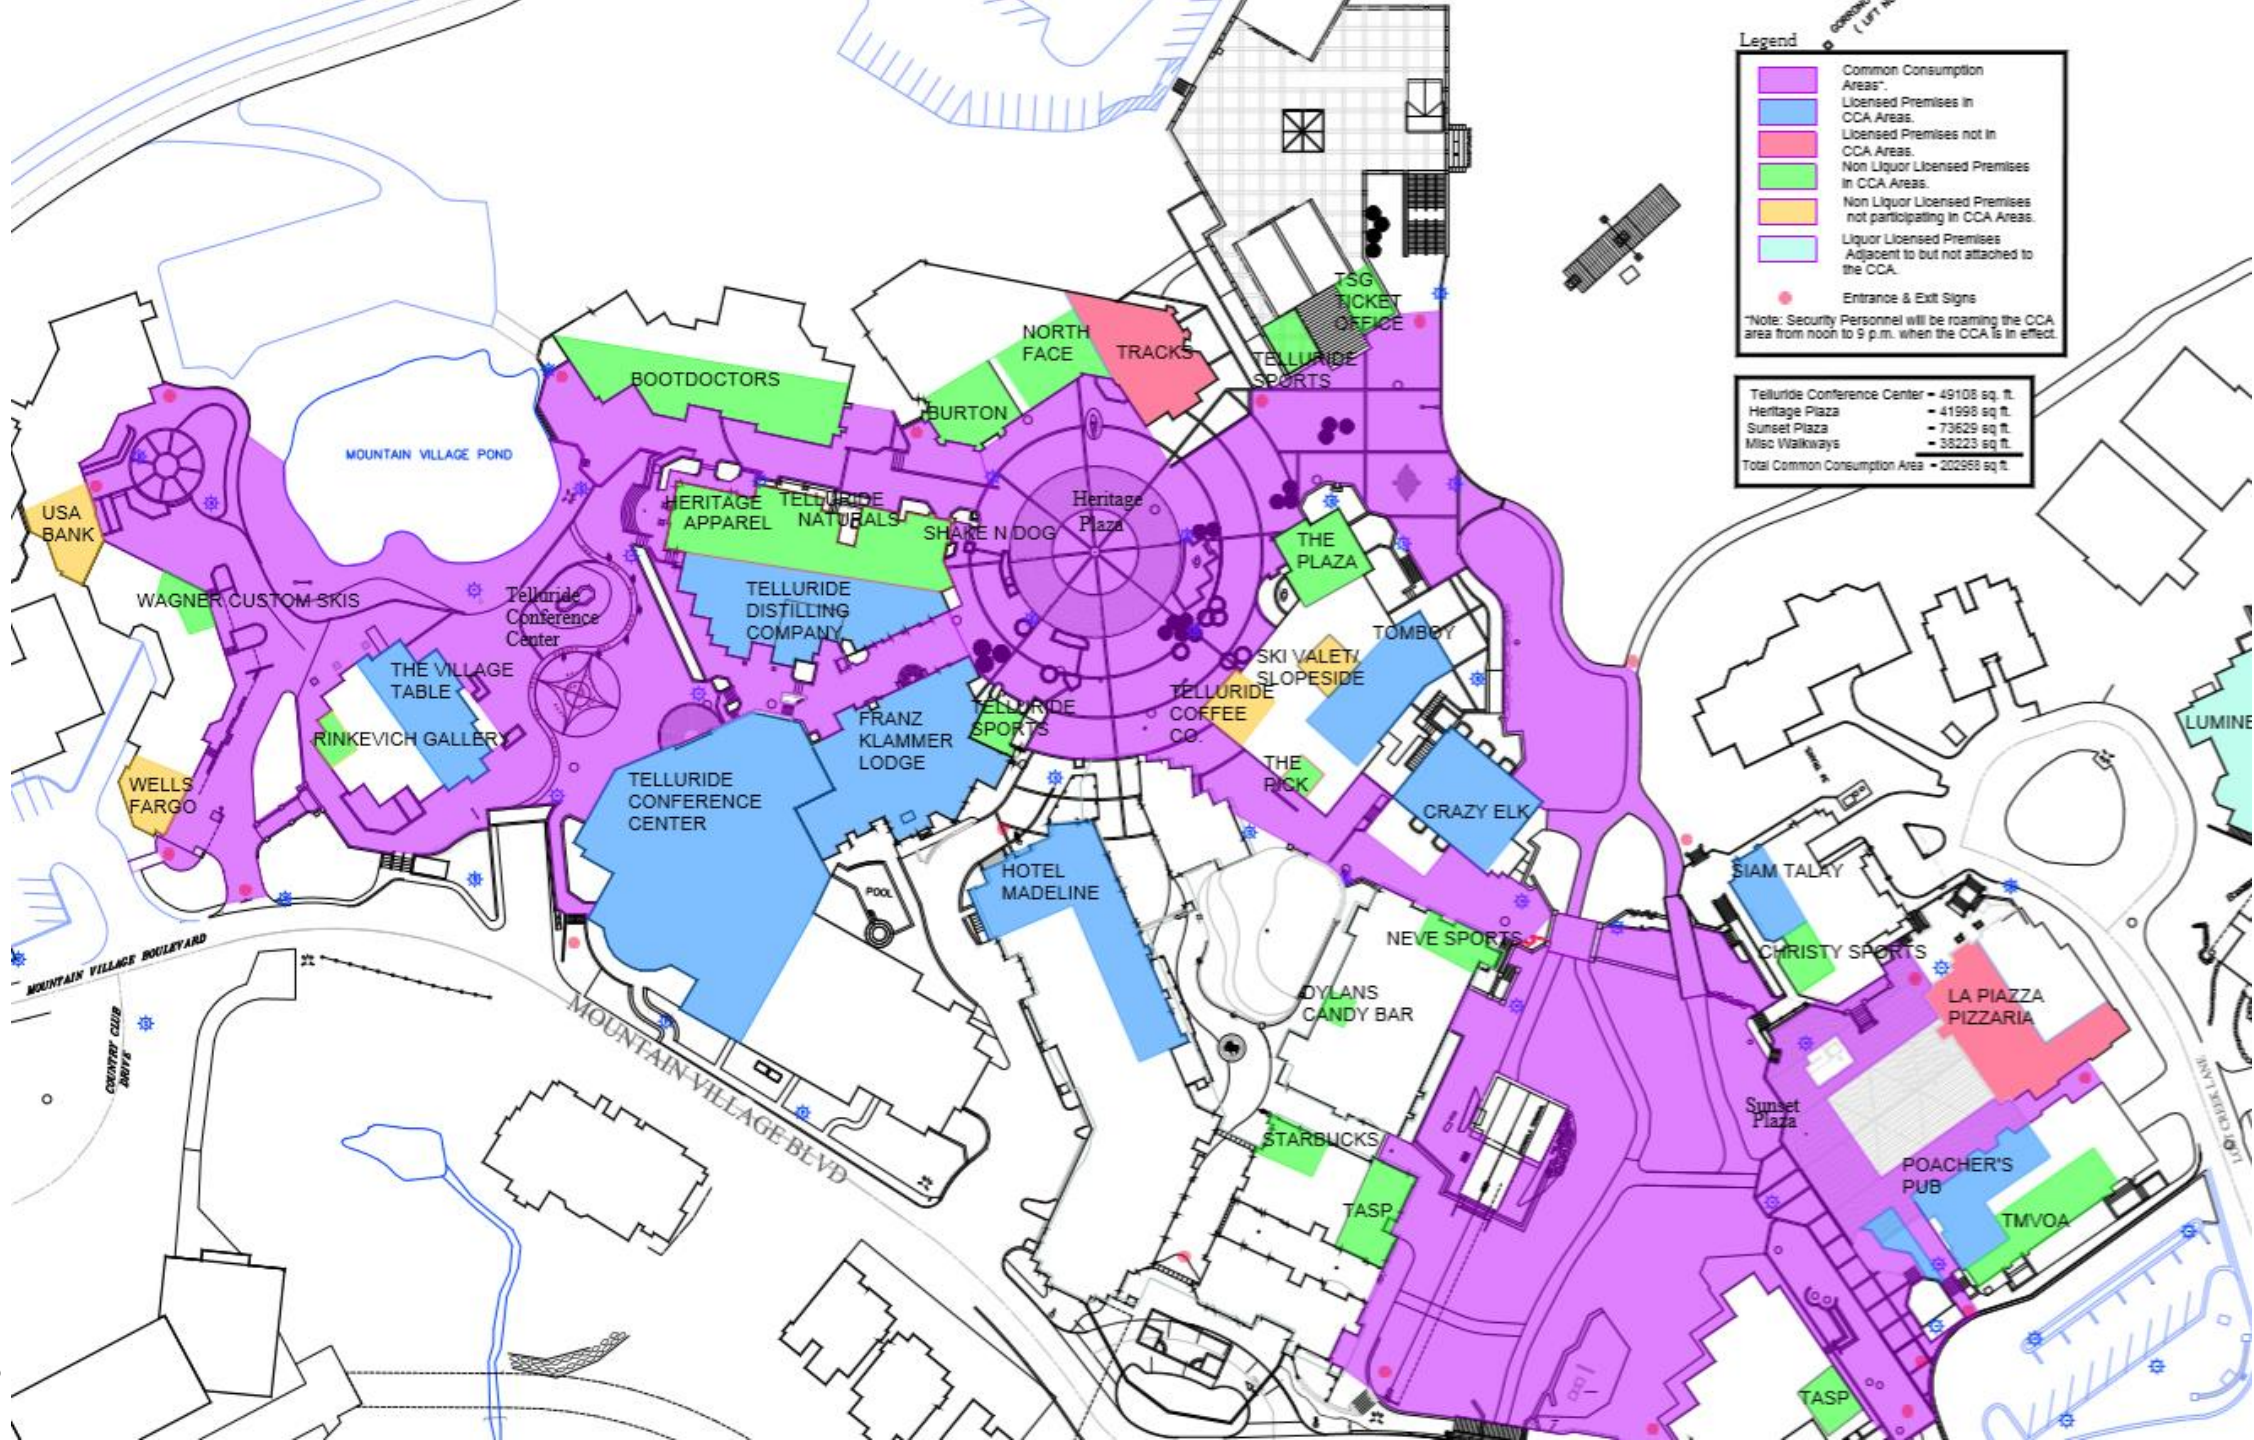 Legend
Common Consumption
Areas*.
Licensed Premises in
CCA Areas.
Licensed Premises not in
CCA Areas.
Non Liquor Licensed Premises
in CCA Areas.
Non Liquor Licensed Premises
not participating in CCA Areas.
Liquor Licensed Premises
Adjacent to but not attached to
the CCA.
Entrance & Exit Signs
*Note: Security Personnel will be roaming the CCA
area from noon to 9 p.m. when the CCA is in effect.
Telluride Conference Center = 49108 sq. ft.
Heritage Plaza = 41998 sq ft.
Sunset Plaza = 73629 sq ft.
Misc Walkways = 38223 sq ft.
Total Common Consumption Area = 202958 sq ft.
( LIFT
TSG
TICKET
OFFICE
TELLURIDE
SPORTS
NORTH
FACE
TRACKS
BOOTDOCTORS
BURTON
MOUNTAIN VILLAGE POND
USA
BANK
HERITAGE
APPAREL
TELLURIDE
NATURALS
SHAKE N DOG
Heritage
Plaza
THE
PLAZA
WAGNER CUSTOM SKIS
Telluride
Conference
Center
TELLURIDE
DISTILLING
COMPANY
TOMBOY
SKI VALET/
SLOPESIDE
THE VILLAGE
TABLE
TELLURIDE
COFFEE
CO.
RINKEVICH GALLERY
FRANZ
KLAMMER
LODGE
TELLURIDE
SPORTS
LUMINE
WELLS
FARGO
TELLURIDE
CONFERENCE
CENTER
THE
PICK
CRAZY ELK
HOTEL
MADELINE
POOL
SIAM TALAY
NEVE SPORTS
CHRISTY SPORTS
MOUNTAIN VILLAGE BOULEVARD
DYLANS
CANDY BAR
LA PIAZZA
PIZZARIA
COUNTRY CLUB
DRIVE
MOUNTAIN VILLAGE BLVD
Sunset
Plaza
STARBUCKS
POACHER'S
PUB
TASP
TMVOA
TASP